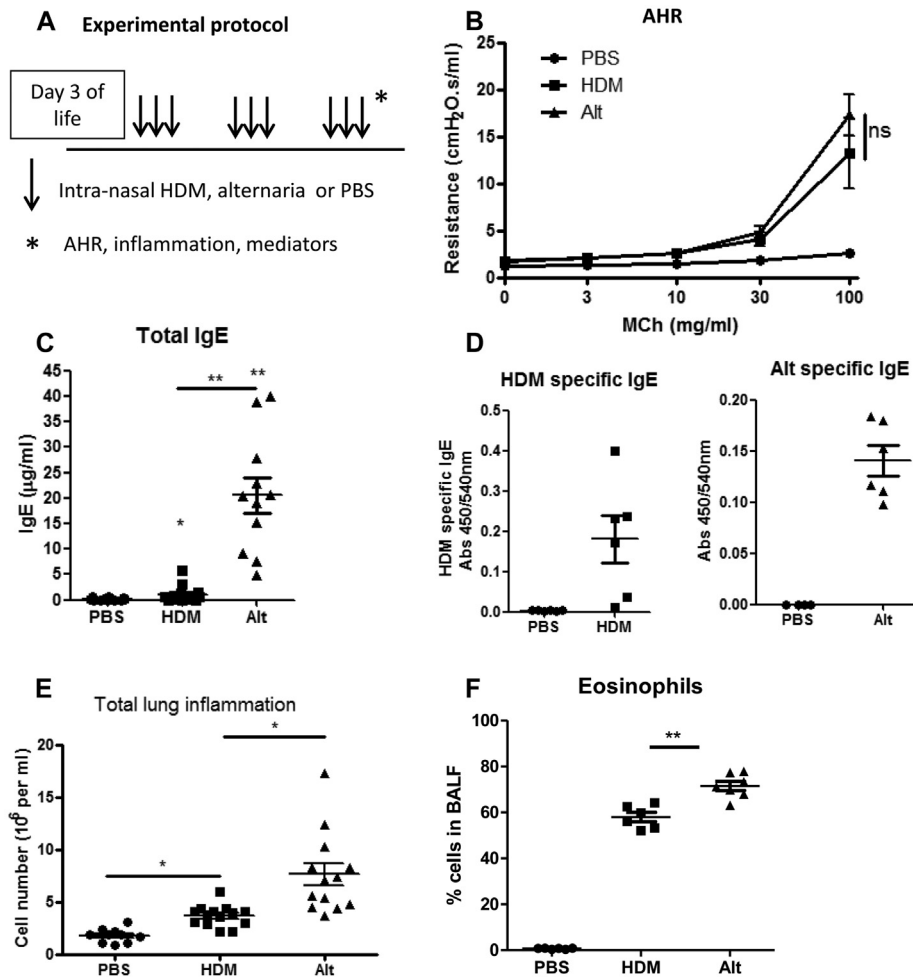 A Experimental protocol
Day 3 of
life
*
Intra-nasal HDM, alternaria or PBS
* AHR, inflammation, mediators
B AHR
PBS
HDM
Alt
Resistance (cmH₂O.s/ml)
25
20
15
10
5
0
ns
0 3 10 30 100
MCh (mg/ml)
C Total IgE
IgE (µg/ml)
45
40
35
30
25
20
15
10
5
0
*
**
**
PBS HDM Alt
D
HDM specific IgE
HDM specific IgE
Abs 450/540nm
0.5
0.4
0.3
0.2
0.1
0.0
PBS HDM
Alt specific IgE
Abs 450/540nm
0.20
0.15
0.10
0.05
0.00
PBS Alt
E Total lung inflammation
Cell number (10⁶ per ml)
20
15
10
5
0
*
*
PBS HDM Alt
F Eosinophils
% cells in BALF
100
80
60
40
20
0
**
PBS HDM Alt